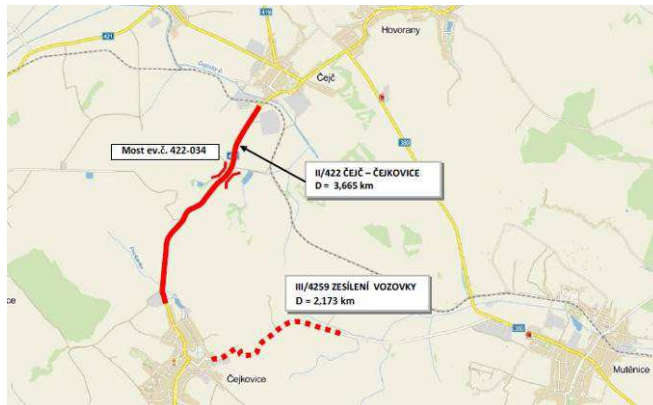 419
421
Hovorany
Čejč
380
Most ev.č. 422-034
II/422 ČEJČ – ČEJKOVICE
D = 3,665 km
III/4259 ZESÍLENÍ VOZOVKY
D = 2,173 km
380
Čejkovice
Mutěnice